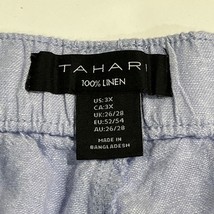 TAHARI
100% LINEN
US:3X
CA:3X
UK:26/28
EU:52/54
AU:26/28
MADE IN
BANGLADESH